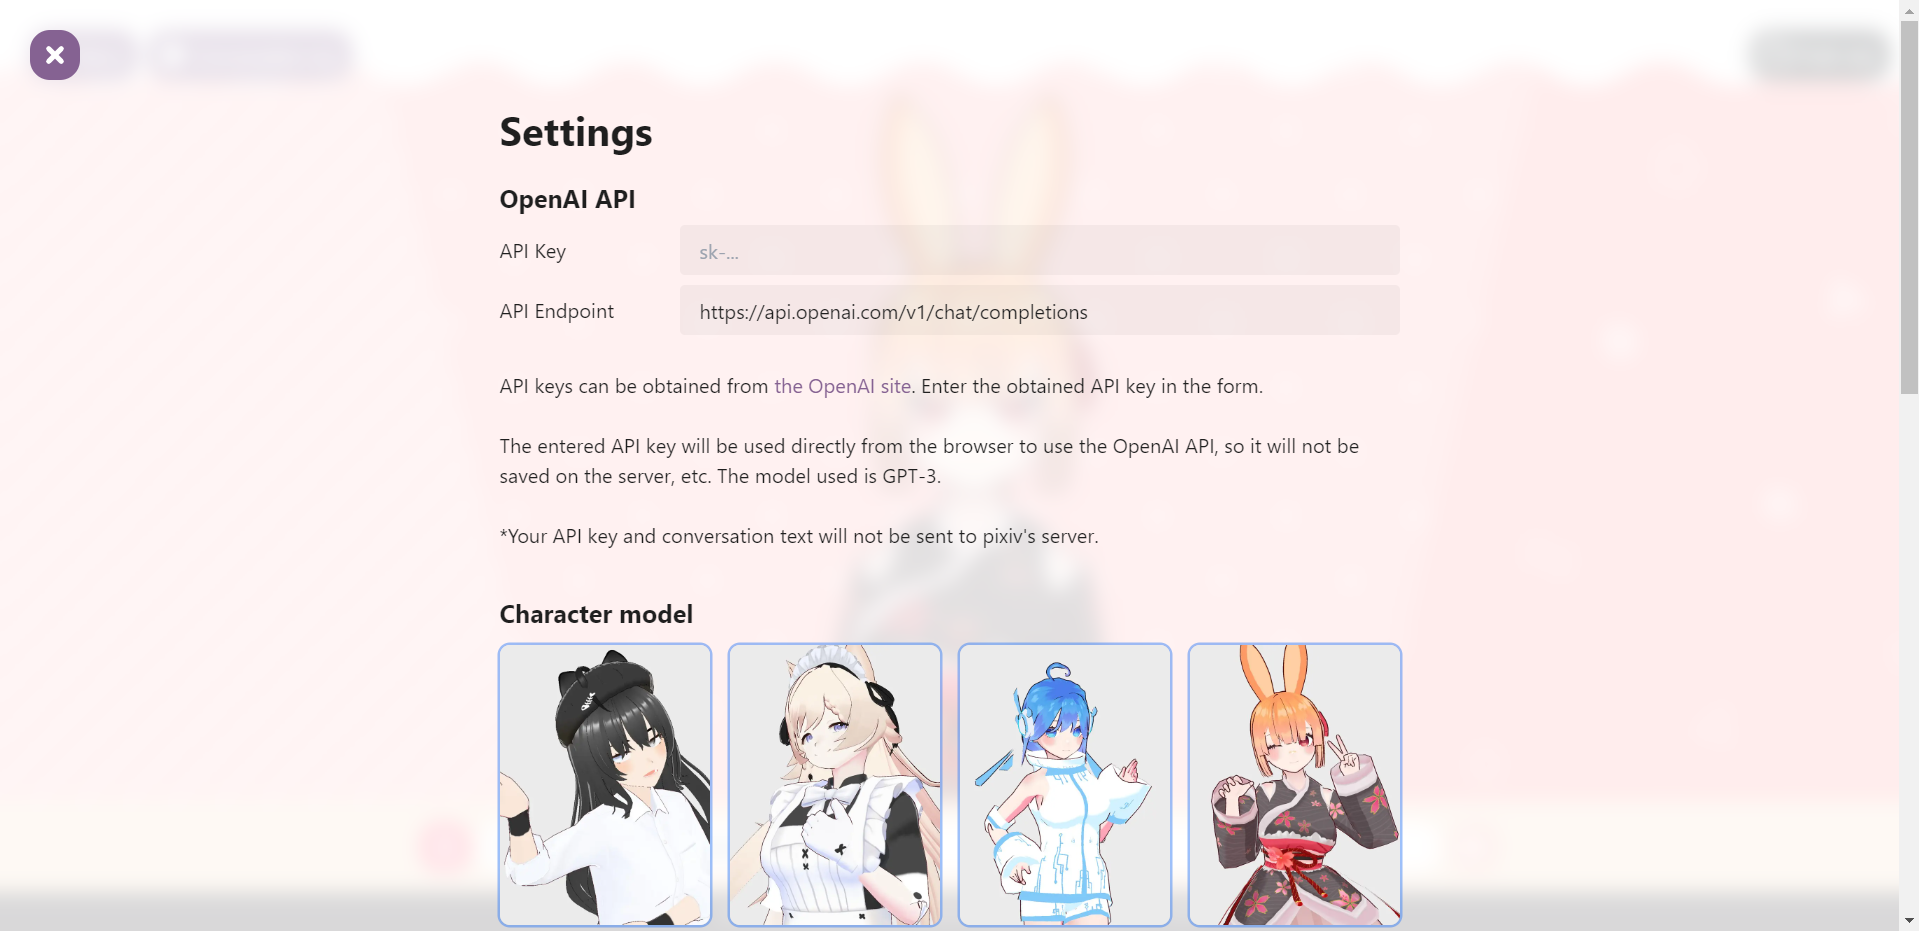 Settings
OpenAI API
API Key
sk-...
API Endpoint
https://api.openai.com/v1/chat/completions
API keys can be obtained from the OpenAI site. Enter the obtained API key in the form.
The entered API key will be used directly from the browser to use the OpenAI API, so it will not be
saved on the server, etc. The model used is GPT-3.
*Your API key and conversation text will not be sent to pixiv's server.
Character model